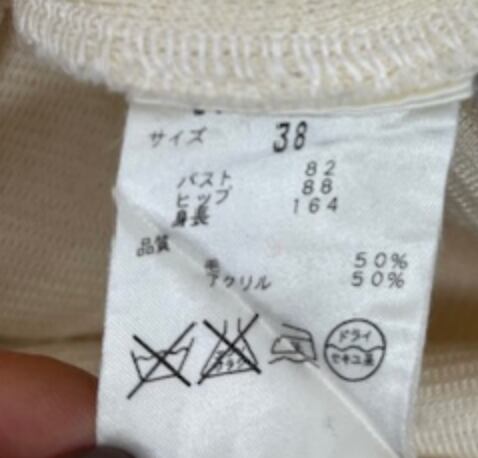 サイズ 38
バスト 82
ヒップ 88
身長 164
品質
毛 50%
アクリル 50%
ドライ
セキユ系